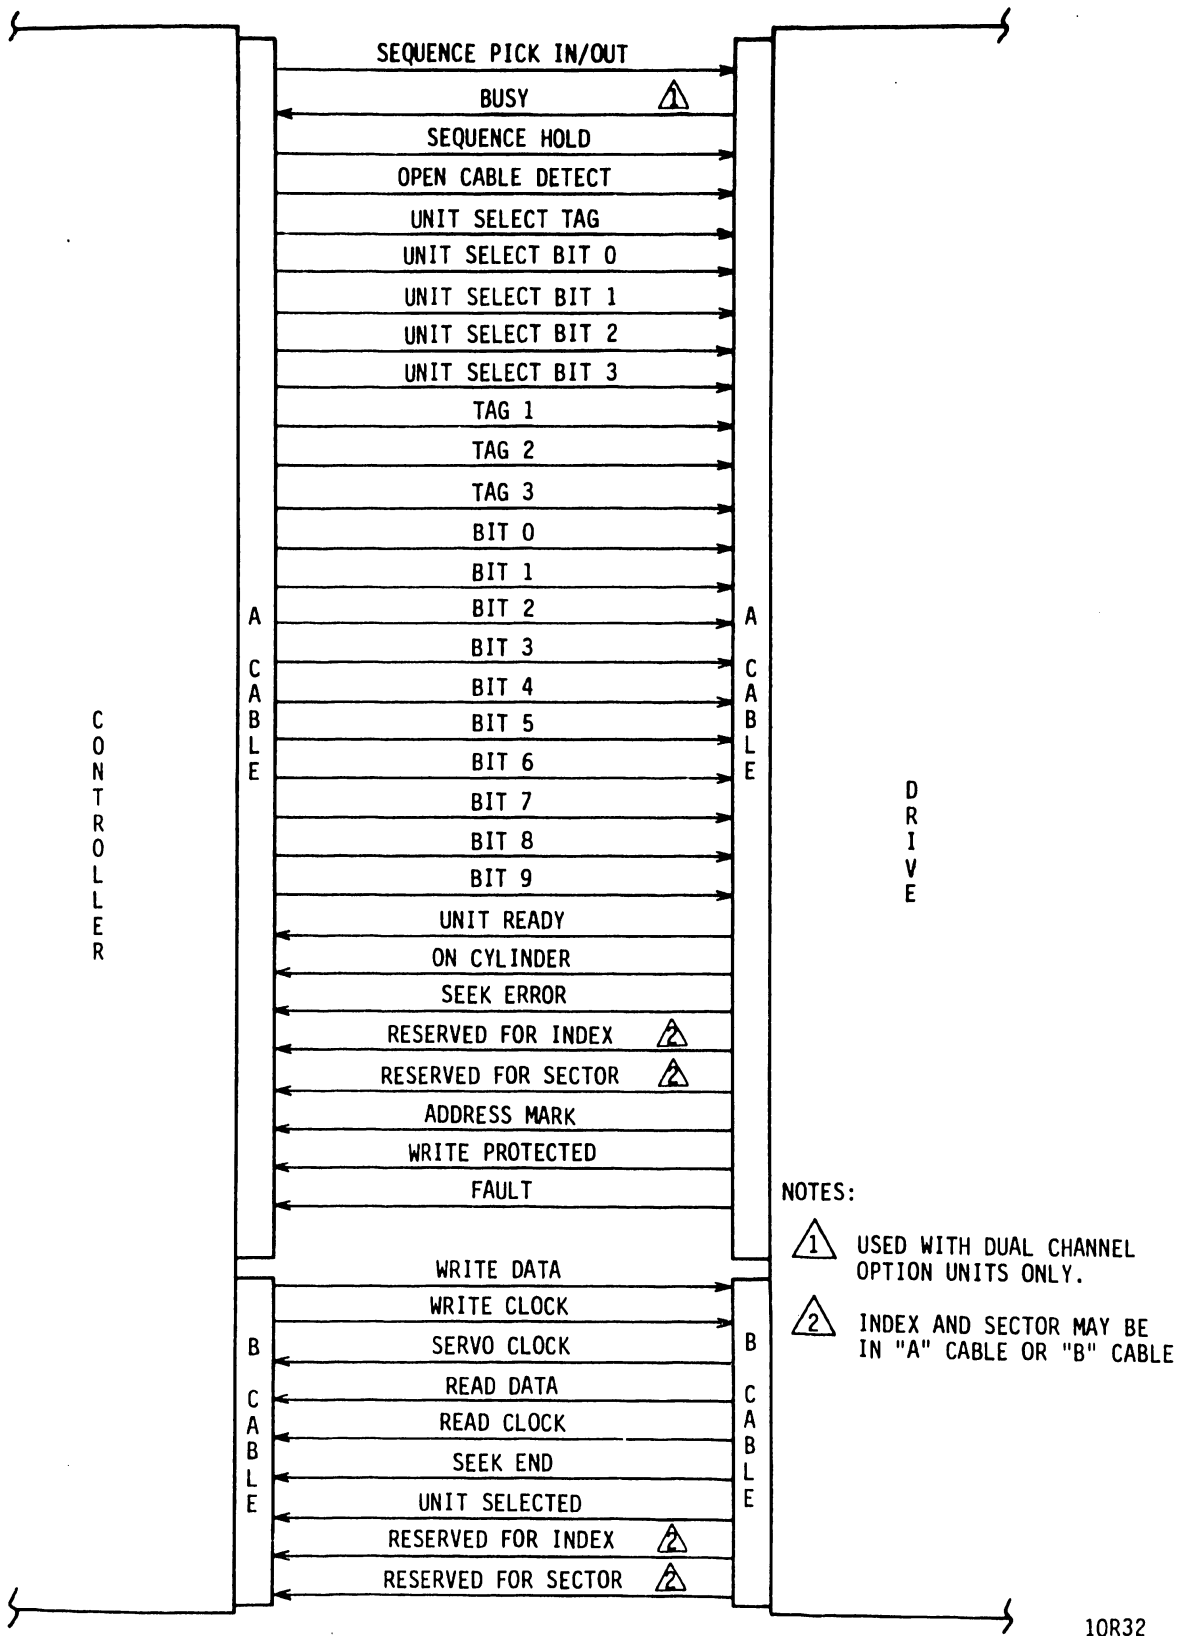 SEQUENCE PICK IN/OUT
BUSY 1
SEQUENCE HOLD
OPEN CABLE DETECT
UNIT SELECT TAG
UNIT SELECT BIT 0
UNIT SELECT BIT 1
UNIT SELECT BIT 2
UNIT SELECT BIT 3
TAG 1
TAG 2
TAG 3
BIT 0
BIT 1
BIT 2
BIT 3
BIT 4
BIT 5
BIT 6
BIT 7
BIT 8
BIT 9
UNIT READY
ON CYLINDER
SEEK ERROR
RESERVED FOR INDEX 2
RESERVED FOR SECTOR 2
ADDRESS MARK
WRITE PROTECTED
FAULT
CONTROLLER
A CABLE
A CABLE
DRIVE
WRITE DATA
WRITE CLOCK
SERVO CLOCK
READ DATA
READ CLOCK
SEEK END
UNIT SELECTED
RESERVED FOR INDEX 2
RESERVED FOR SECTOR 2
B CABLE
B CABLE
NOTES:
1 USED WITH DUAL CHANNEL
OPTION UNITS ONLY.
2 INDEX AND SECTOR MAY BE
IN "A" CABLE OR "B" CABLE
10R32